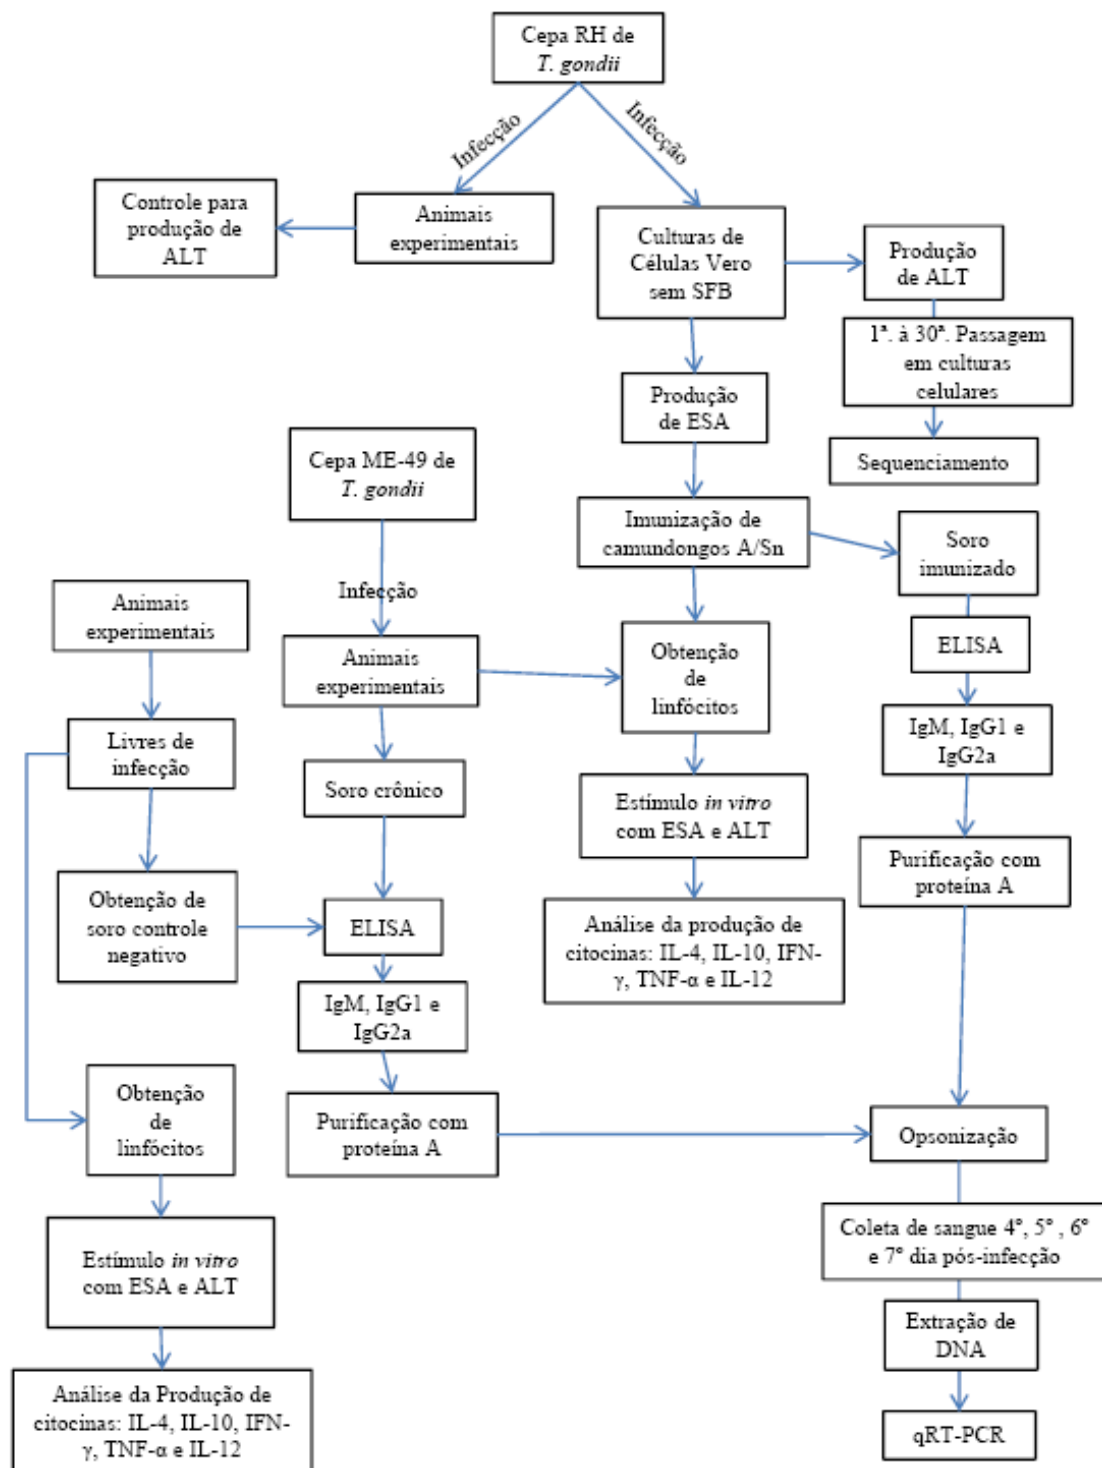 Cepa RH de
T. gondii
Infecção
Infecção
Controle para
produção de
ALT
Animais
experimentais
Culturas de
Células Vero
sem SFB
Produção
de ALT
1ª. à 30ª. Passagem
em culturas
celulares
Sequenciamento
Produção
de ESA
Cepa ME-49 de
T. gondii
Infecção
Imunização de
camundongos A/Sn
Soro
imunizado
Animais
experimentais
Animais
experimentais
Obtenção
de
linfócitos
ELISA
Livres de
infecção
Soro crônico
IgM, IgG1 e
IgG2a
Estímulo in vitro
com ESA e ALT
Purificação com
proteína A
Obtenção de
soro controle
negativo
ELISA
Análise da produção de
citocinas: IL-4, IL-10, IFN-
γ, TNF-α e IL-12
IgM, IgG1 e
IgG2a
Obtenção
de
linfócitos
Purificação com
proteína A
Opsonização
Estímulo in vitro
com ESA e ALT
Coleta de sangue 4°, 5° , 6°
e 7° dia pós-infecção
Extração de
DNA
Análise da Produção de
citocinas: IL-4, IL-10, IFN-
γ, TNF-α e IL-12
qRT-PCR